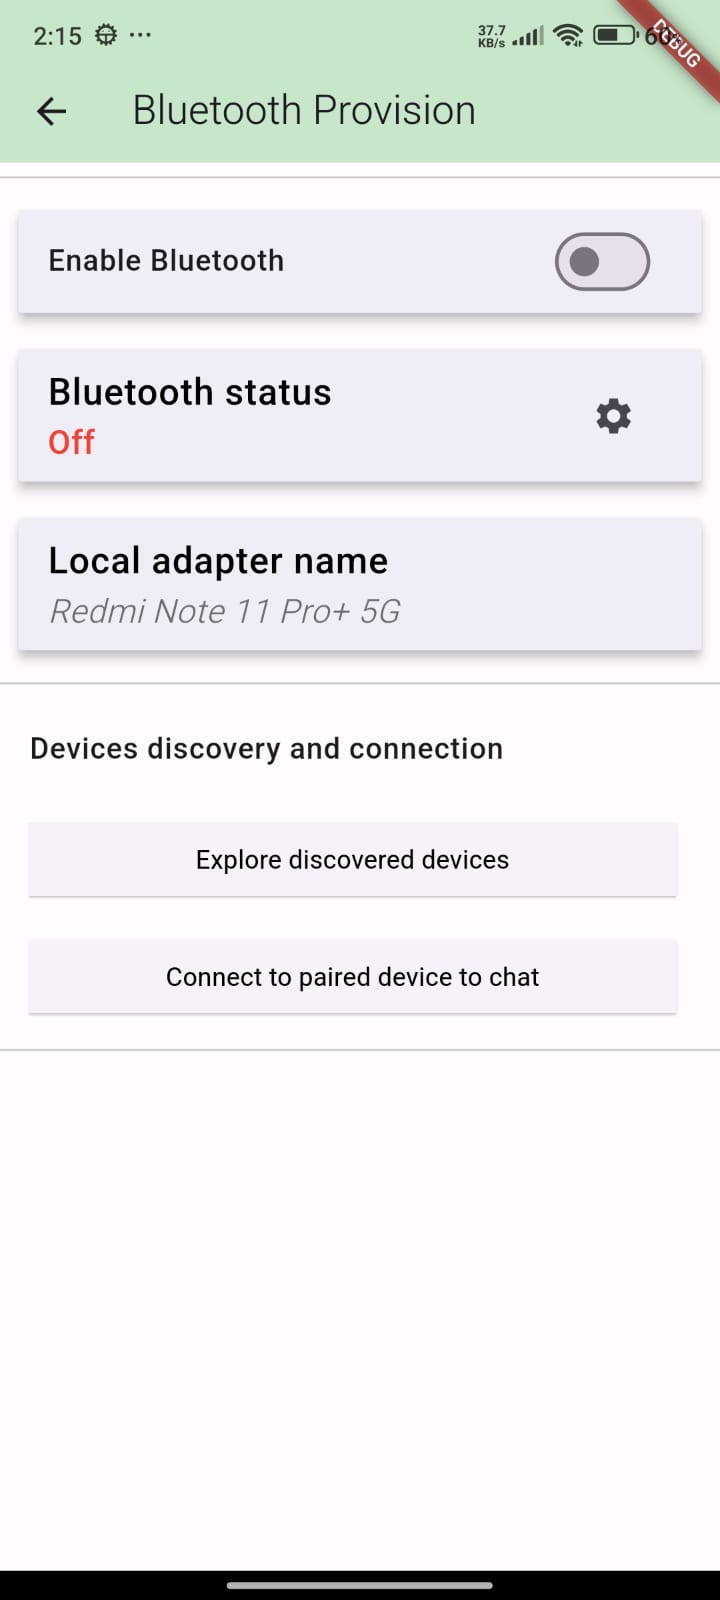 2:15
37.7
KB/s
DEBUG
Bluetooth Provision
Enable Bluetooth
Bluetooth status
Off
Local adapter name
Redmi Note 11 Pro+ 5G
Devices discovery and connection
Explore discovered devices
Connect to paired device to chat